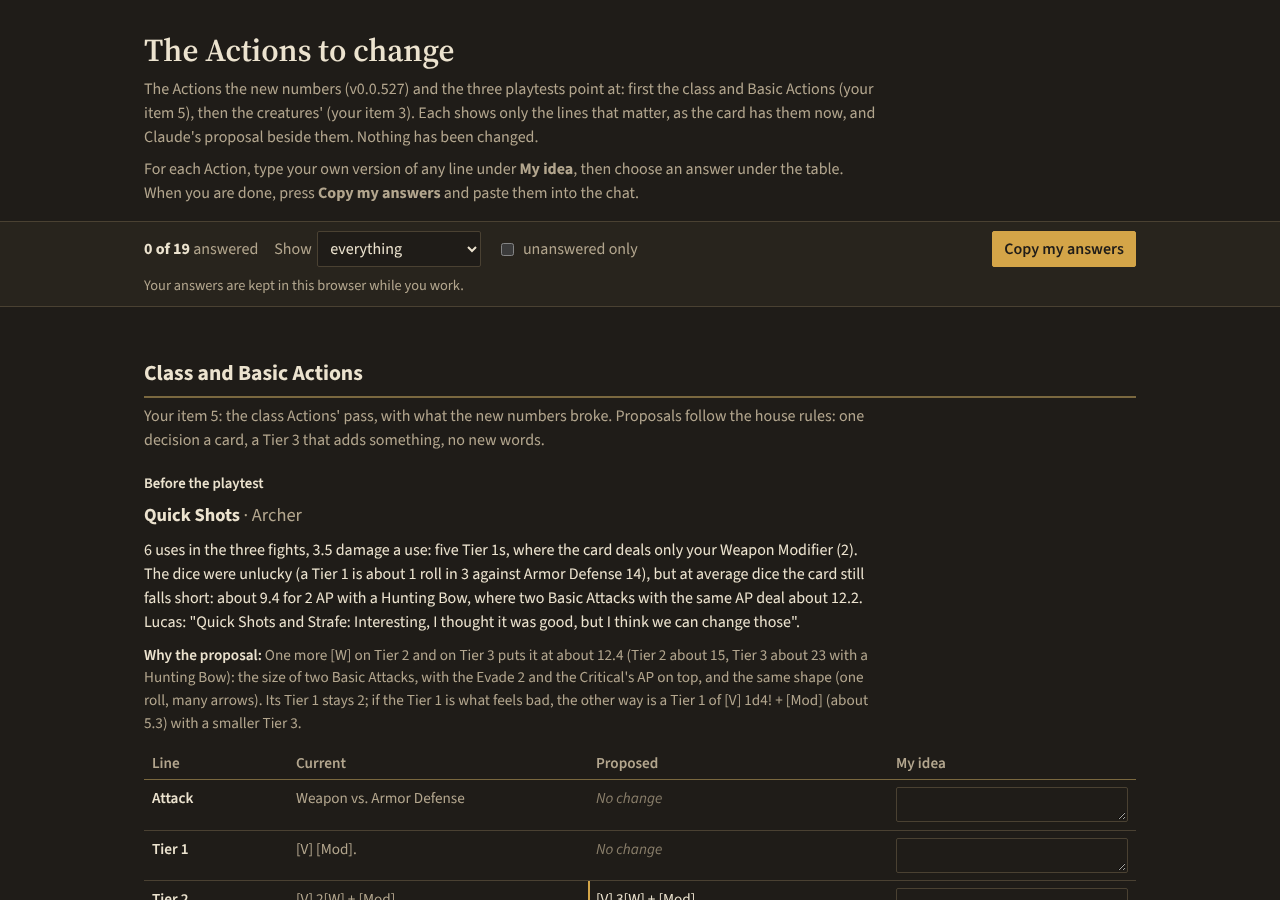 The Actions to change
The Actions the new numbers (v0.0.527) and the three playtests point at: first the class and Basic Actions (your
item 5), then the creatures' (your item 3). Each shows only the lines that matter, as the card has them now, and
Claude's proposal beside them. Nothing has been changed.
For each Action, type your own version of any line under My idea, then choose an answer under the table.
When you are done, press Copy my answers and paste them into the chat.
0 of 19 answered Show everything unanswered only Copy my answers
Your answers are kept in this browser while you work.
Class and Basic Actions
Your item 5: the class Actions' pass, with what the new numbers broke. Proposals follow the house rules: one
decision a card, a Tier 3 that adds something, no new words.
Before the playtest
Quick Shots · Archer
6 uses in the three fights, 3.5 damage a use: five Tier 1s, where the card deals only your Weapon Modifier (2).
The dice were unlucky (a Tier 1 is about 1 roll in 3 against Armor Defense 14), but at average dice the card still
falls short: about 9.4 for 2 AP with a Hunting Bow, where two Basic Attacks with the same AP deal about 12.2.
Lucas: "Quick Shots and Strafe: Interesting, I thought it was good, but I think we can change those".
Why the proposal: One more [W] on Tier 2 and on Tier 3 puts it at about 12.4 (Tier 2 about 15, Tier 3 about 23 with a
Hunting Bow): the size of two Basic Attacks, with the Evade 2 and the Critical's AP on top, and the same shape (one
roll, many arrows). Its Tier 1 stays 2; if the Tier 1 is what feels bad, the other way is a Tier 1 of [V] 1d4! + [Mod] (about
5.3) with a smaller Tier 3.
Line Current Proposed My idea
Attack Weapon vs. Armor Defense No change
Tier 1 [V] [Mod]. No change
Tier 2 [V] 2[W] + [Mod] [V] 3[W] + [Mod]